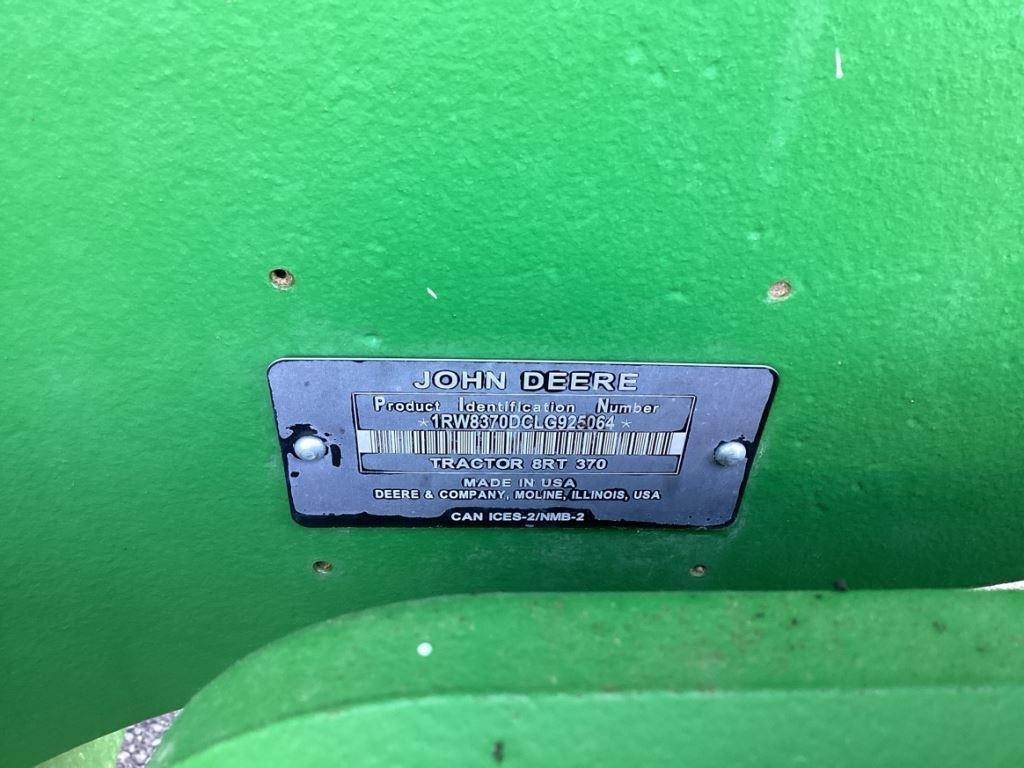 JOHN DEERE
Product Identification Number
*1RW8370DCLG925064*
TRACTOR 8RT 370
MADE IN USA
DEERE & COMPANY, MOLINE, ILLINOIS, USA
CAN ICES-2/NMB-2